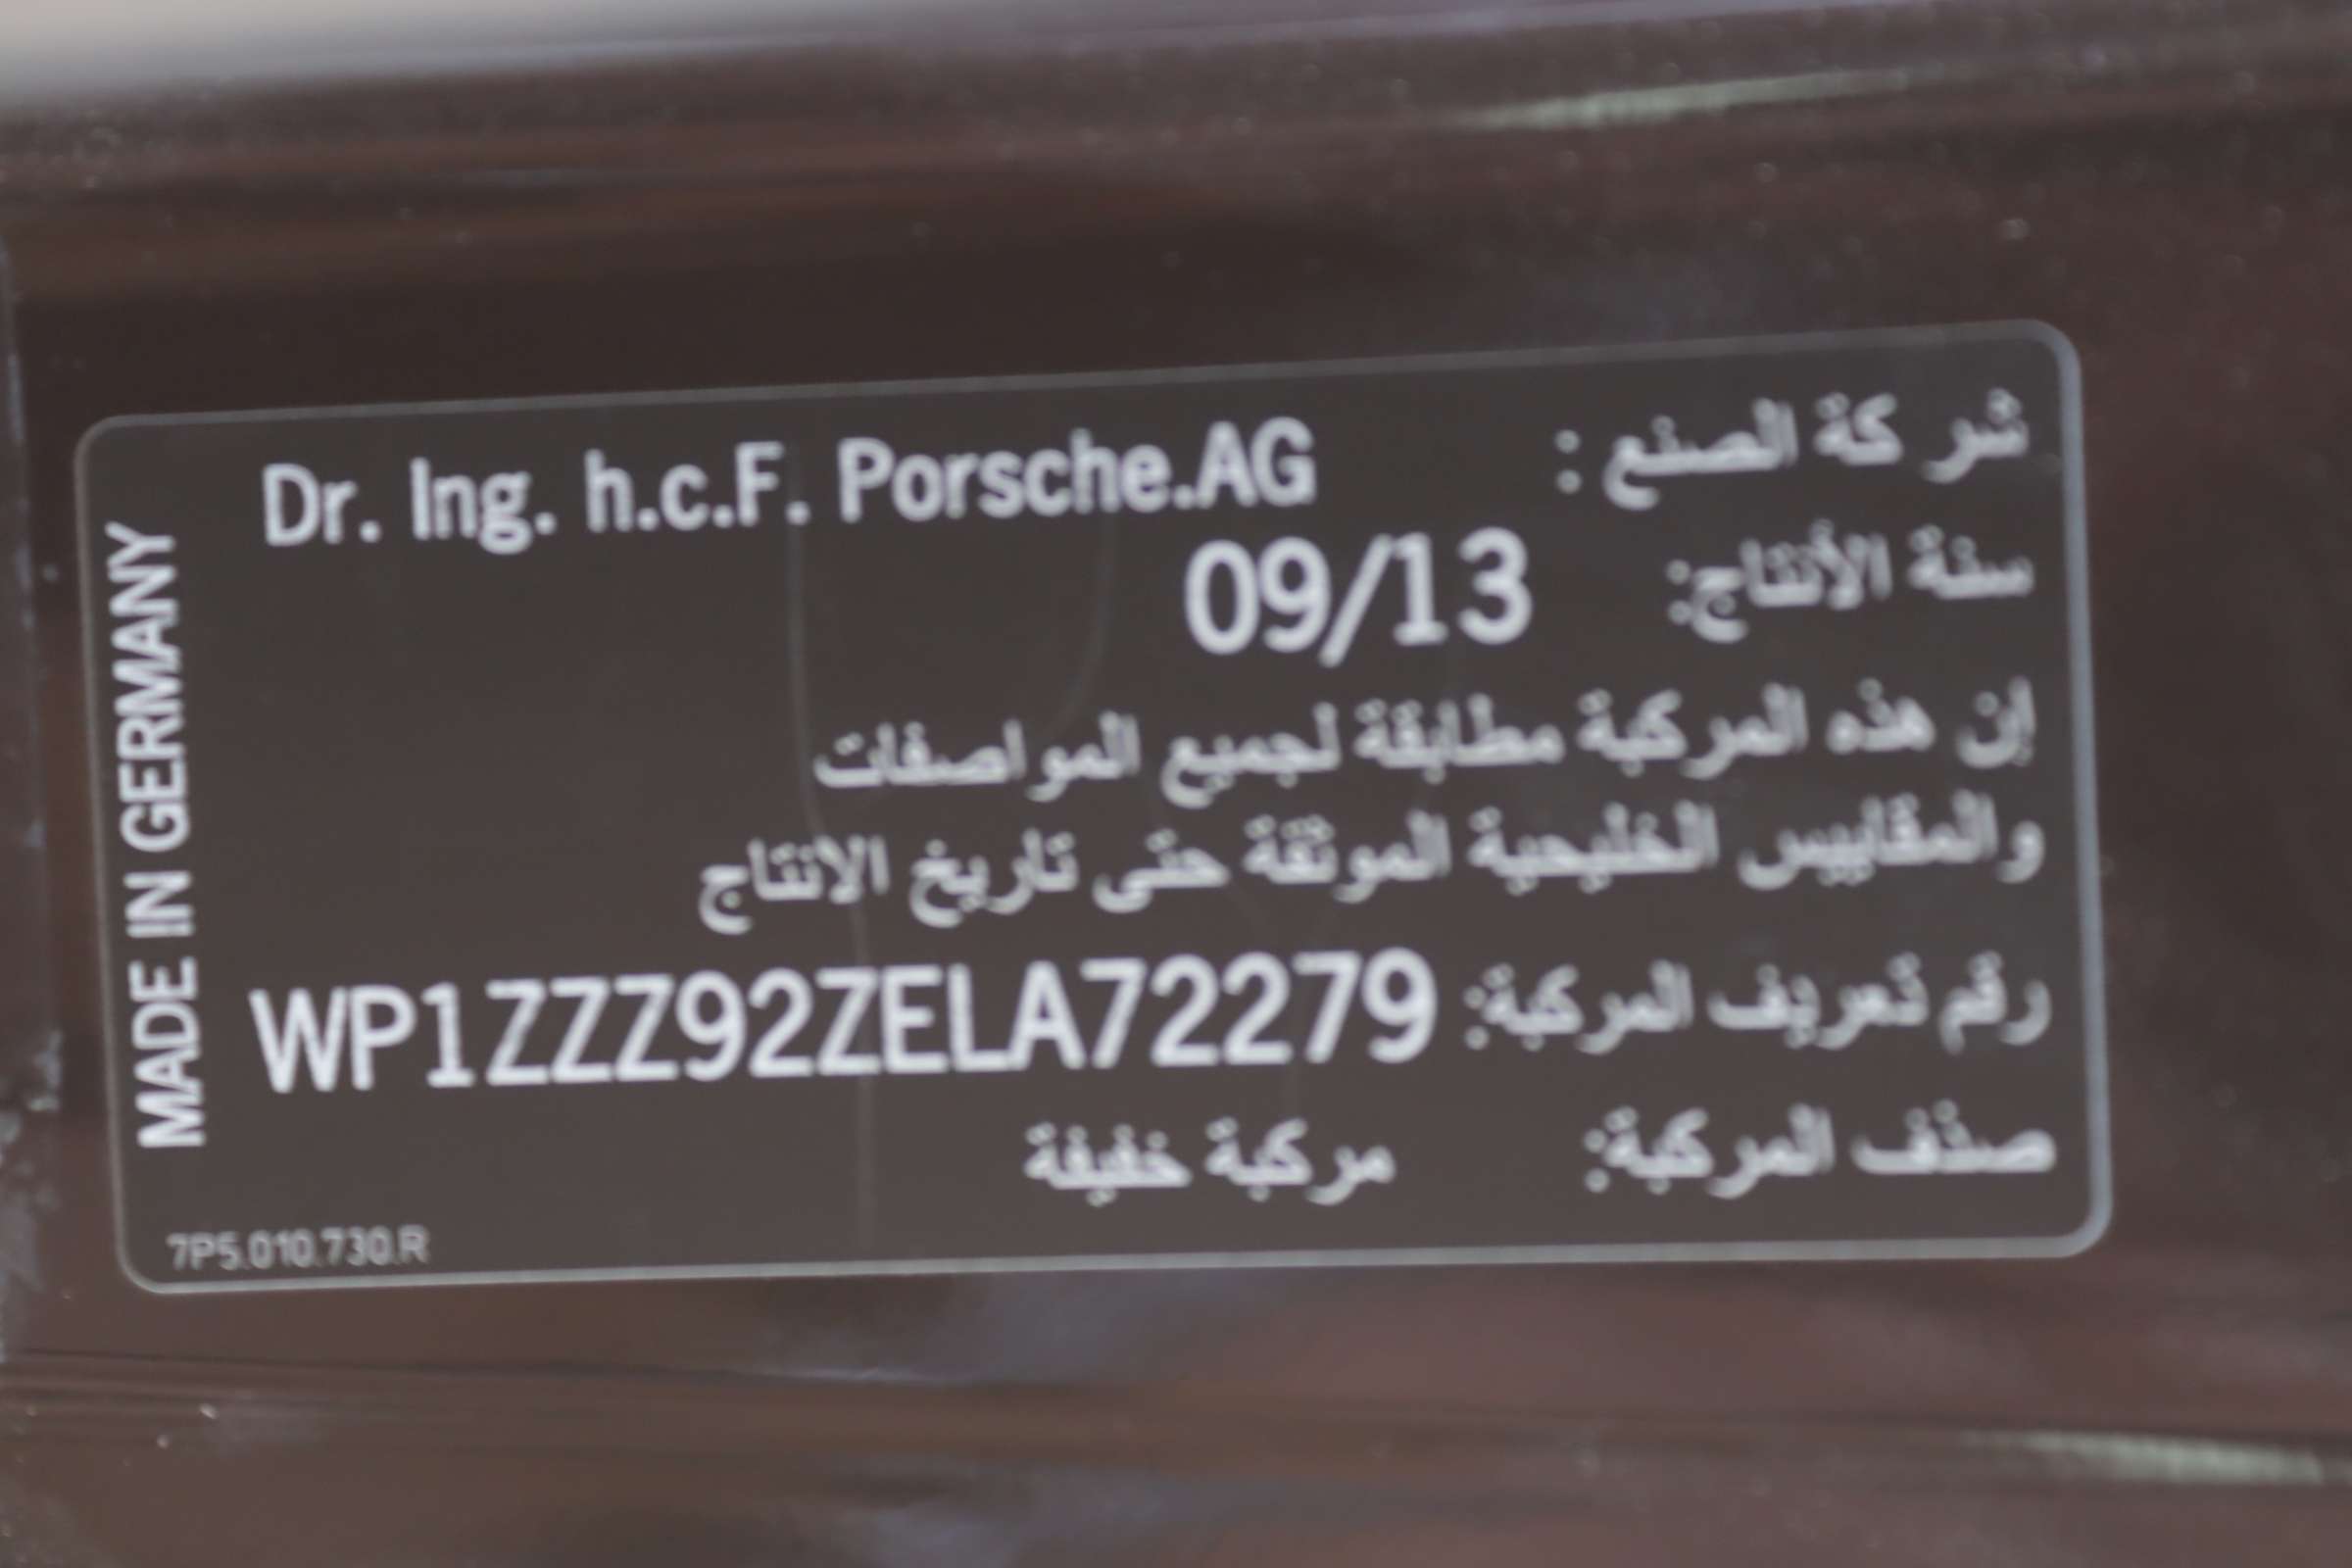 شركة الصنع : Dr. Ing. h.c.F. Porsche.AG
سنة الأنتاج: 09/13
إن هذه المركبة مطابقة لجميع المواصفات
والمقاييس الخليجية الموثقة حتى تاريخ الانتاج
رقم تعريف المركبة: WP1ZZZ92ZELA72279
صنف المركبة: مركبة خفيفة
MADE IN GERMANY
7P5.010.730.R